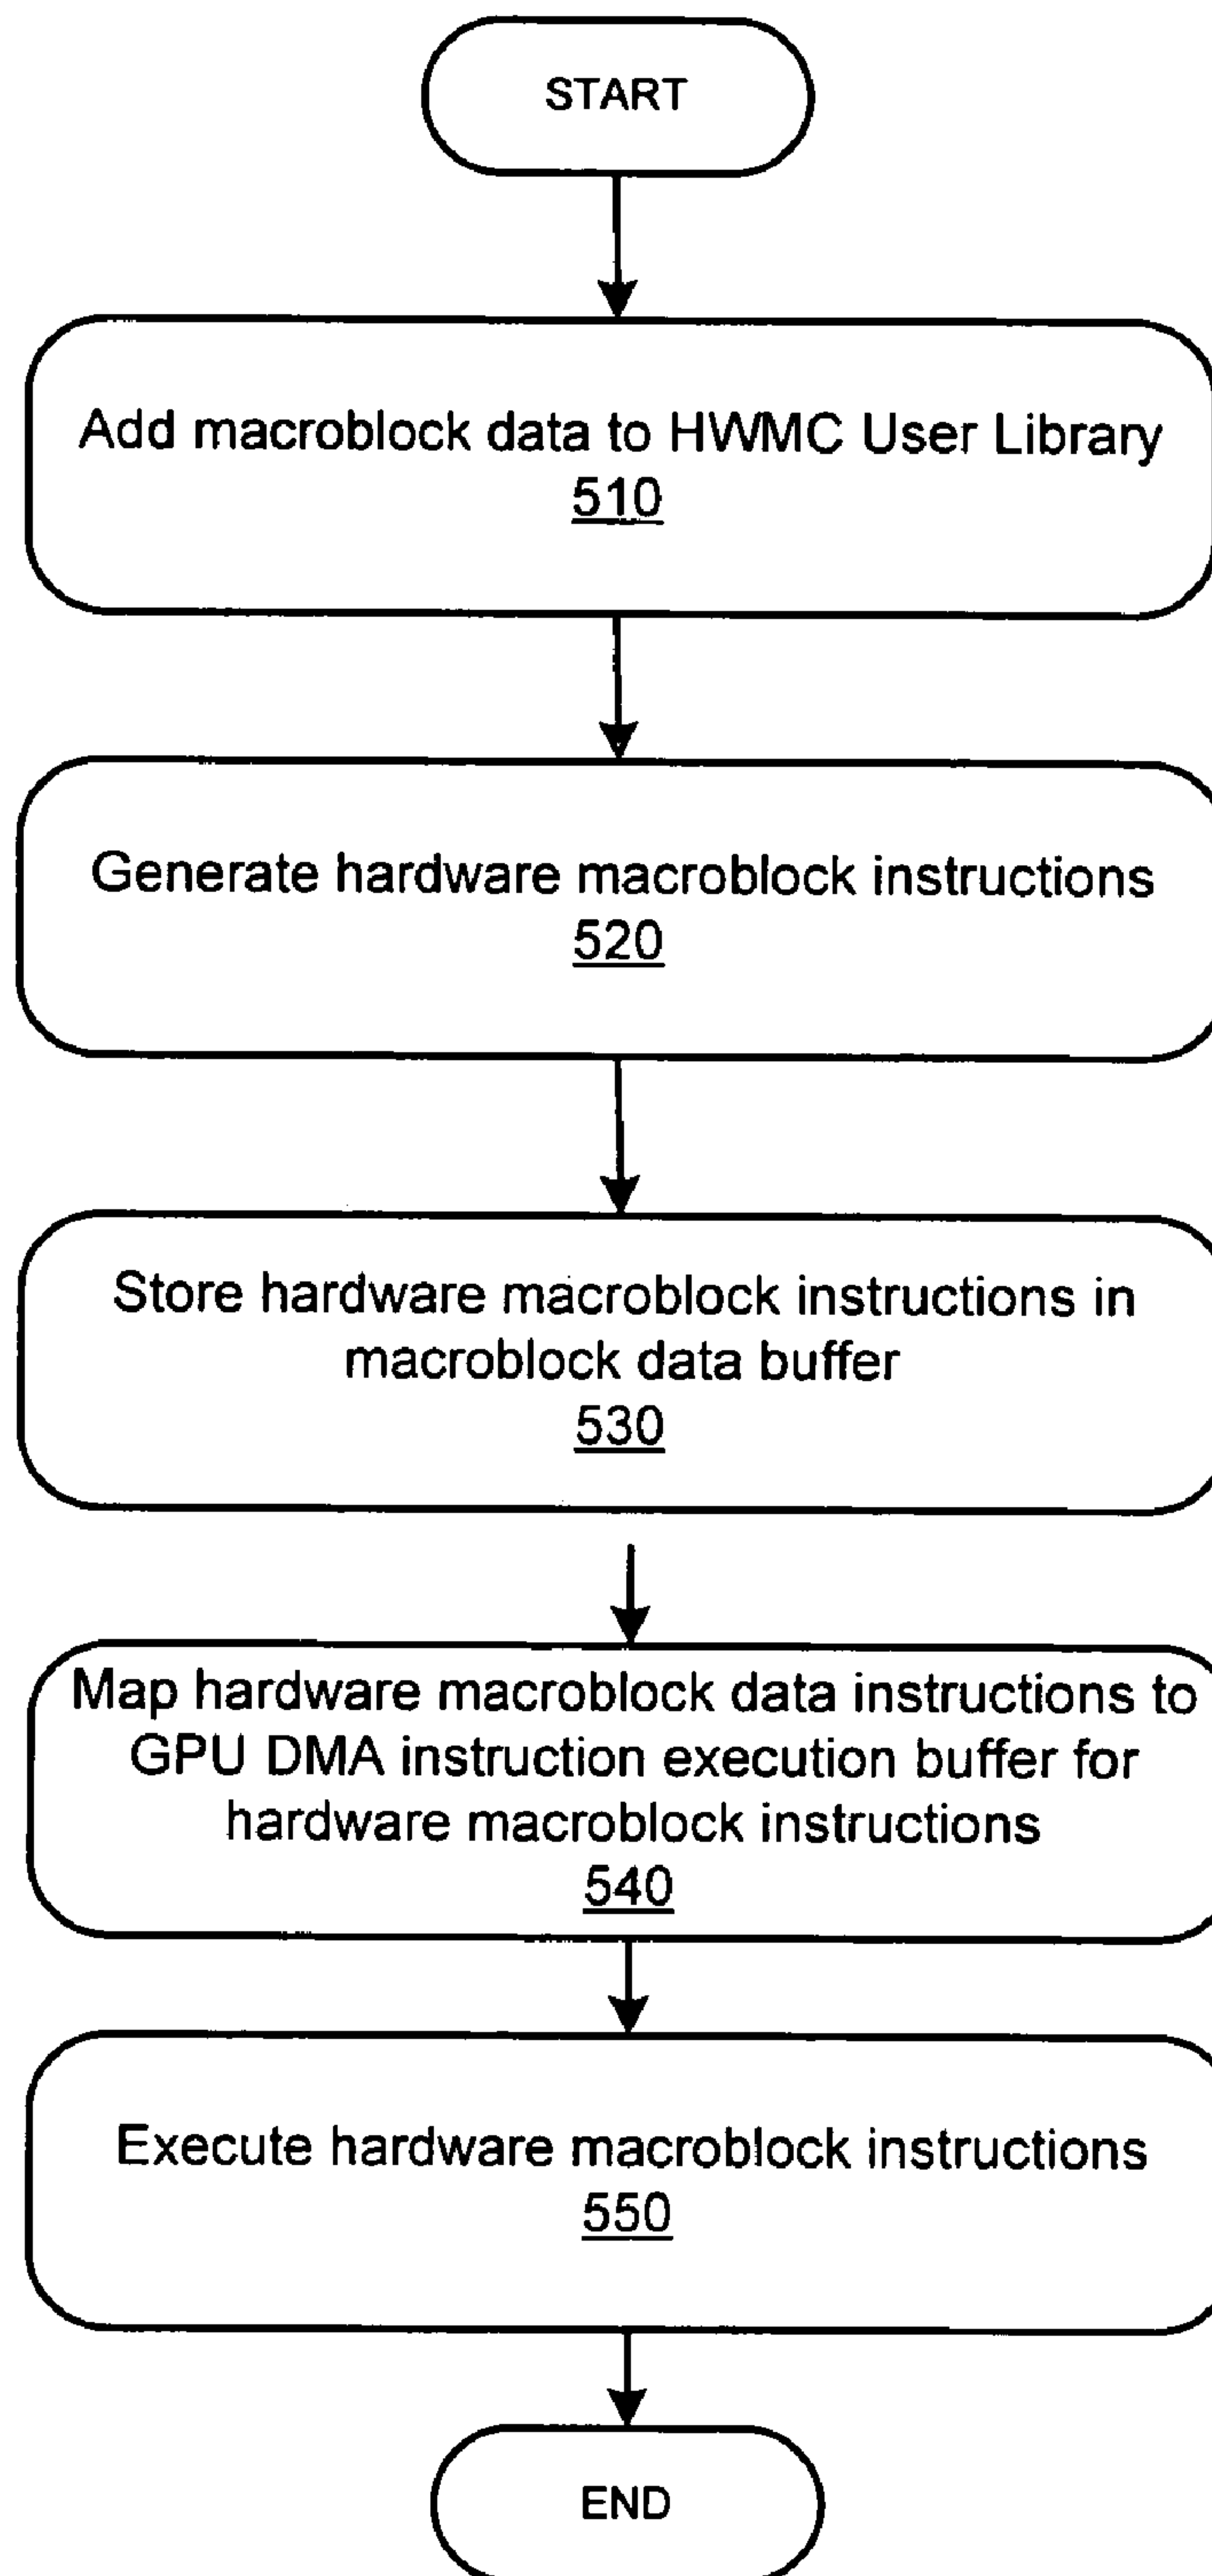 START
Add macroblock data to HWMC User Library
510
Generate hardware macroblock instructions
520
Store hardware macroblock instructions in
macroblock data buffer
530
Map hardware macroblock data instructions to
GPU DMA instruction execution buffer for
hardware macroblock instructions
540
Execute hardware macroblock instructions
550
END